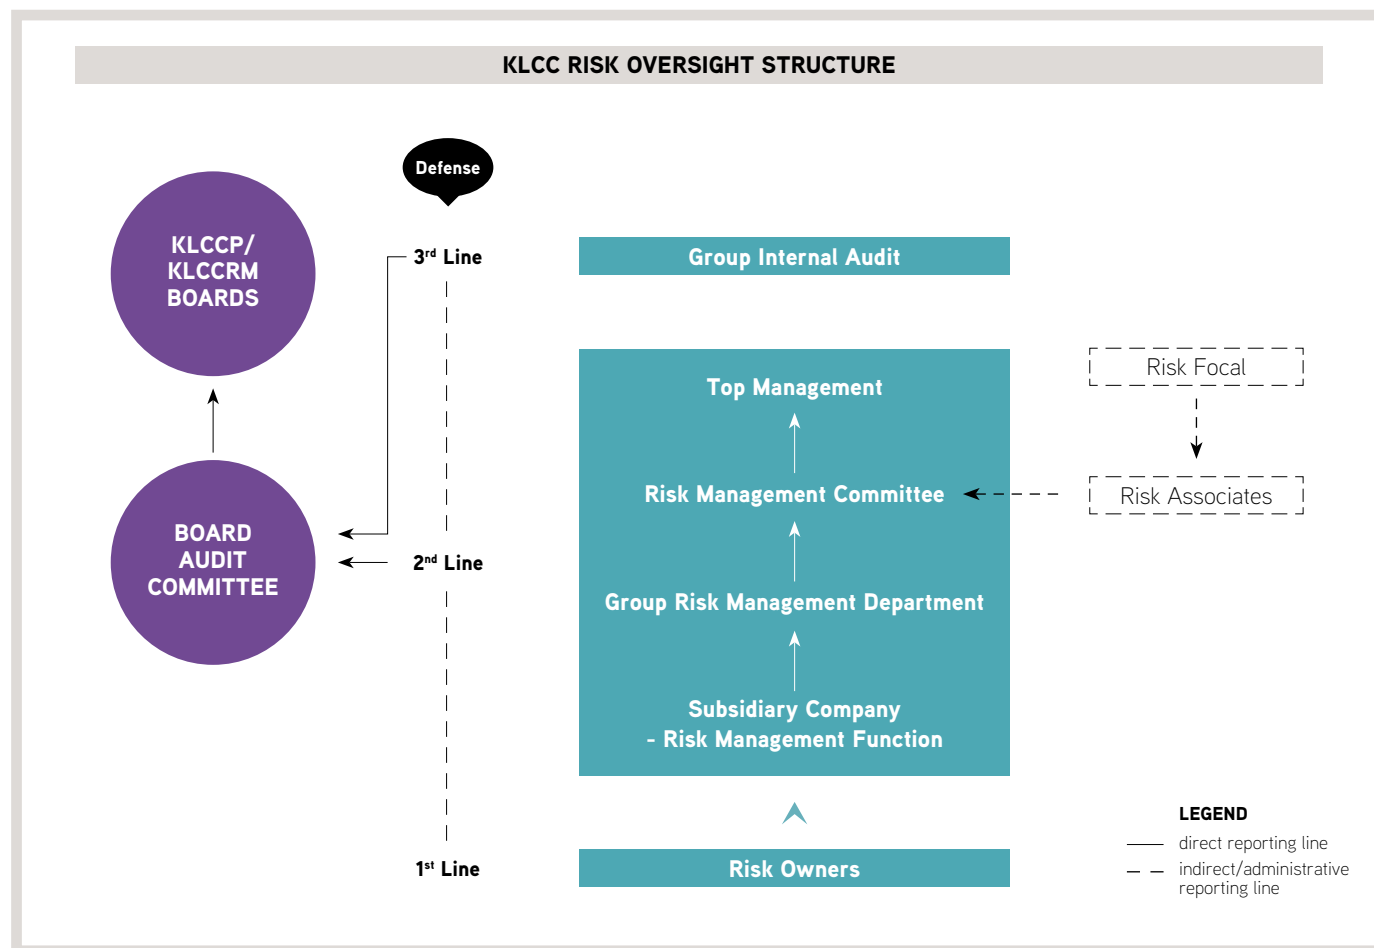 KLCC RISK OVERSIGHT STRUCTURE
Defense
KLCCP/
KLCCRM
BOARDS
3rd Line
Group Internal Audit
Top Management
Risk Focal
Risk Management Committee
Risk Associates
BOARD
AUDIT
COMMITTEE
2nd Line
Group Risk Management Department
Subsidiary Company
- Risk Management Function
1st Line
Risk Owners
LEGEND
direct reporting line
indirect/administrative
reporting line